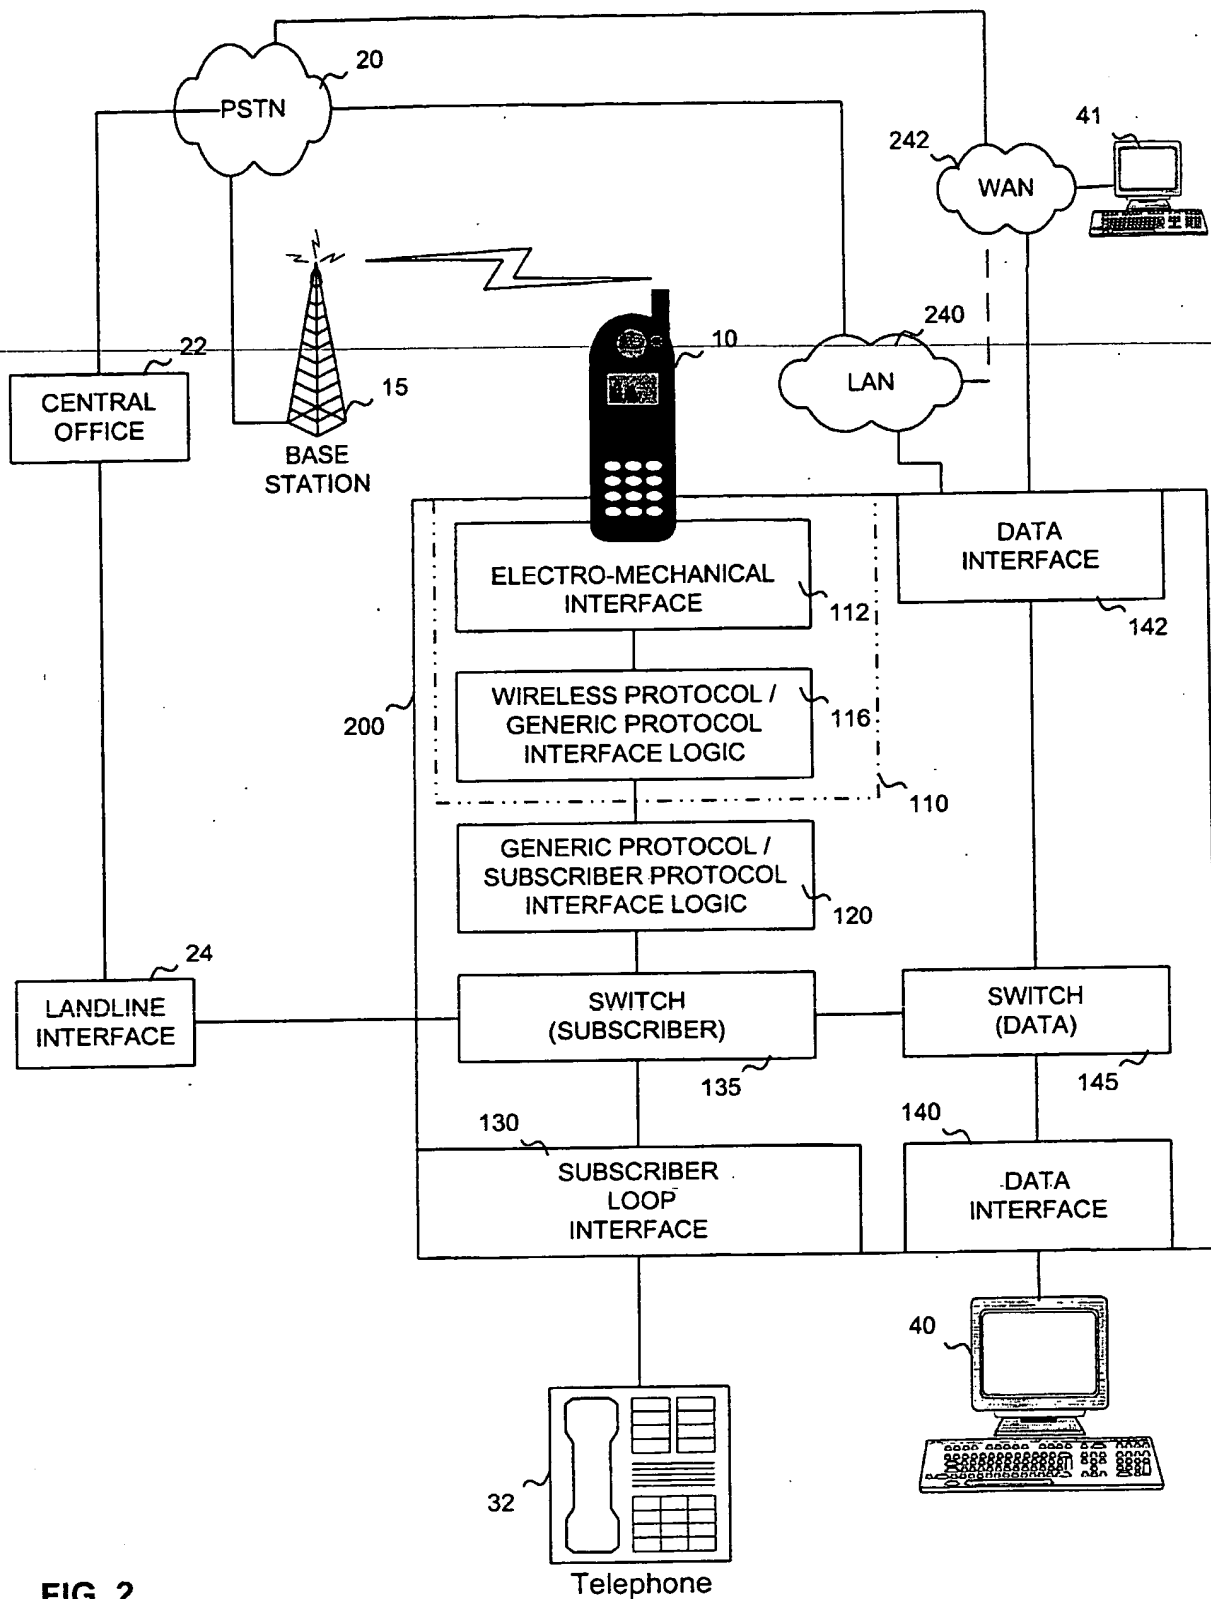 20
PSTN
41
242
WAN
240
22
10
LAN
CENTRAL
OFFICE
15
BASE
STATION
DATA
INTERFACE
ELECTRO-MECHANICAL
INTERFACE
112
142
WIRELESS PROTOCOL /
GENERIC PROTOCOL
INTERFACE LOGIC
116
200
110
GENERIC PROTOCOL /
SUBSCRIBER PROTOCOL
INTERFACE LOGIC
120
24
LANDLINE
INTERFACE
SWITCH
(SUBSCRIBER)
SWITCH
(DATA)
135
145
130
140
SUBSCRIBER
LOOP
INTERFACE
DATA
INTERFACE
40
32
Telephone
FIG. 2